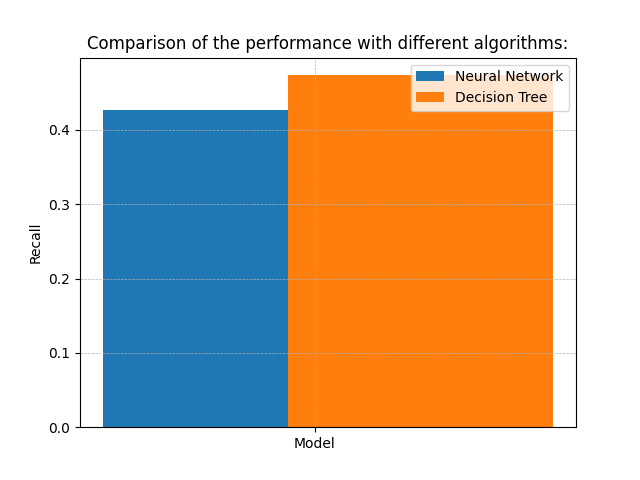 Comparison of the performance with different algorithms:
Neural Network
Decision Tree
0.4
0.3
0.2
0.1
0.0
Recall
Model